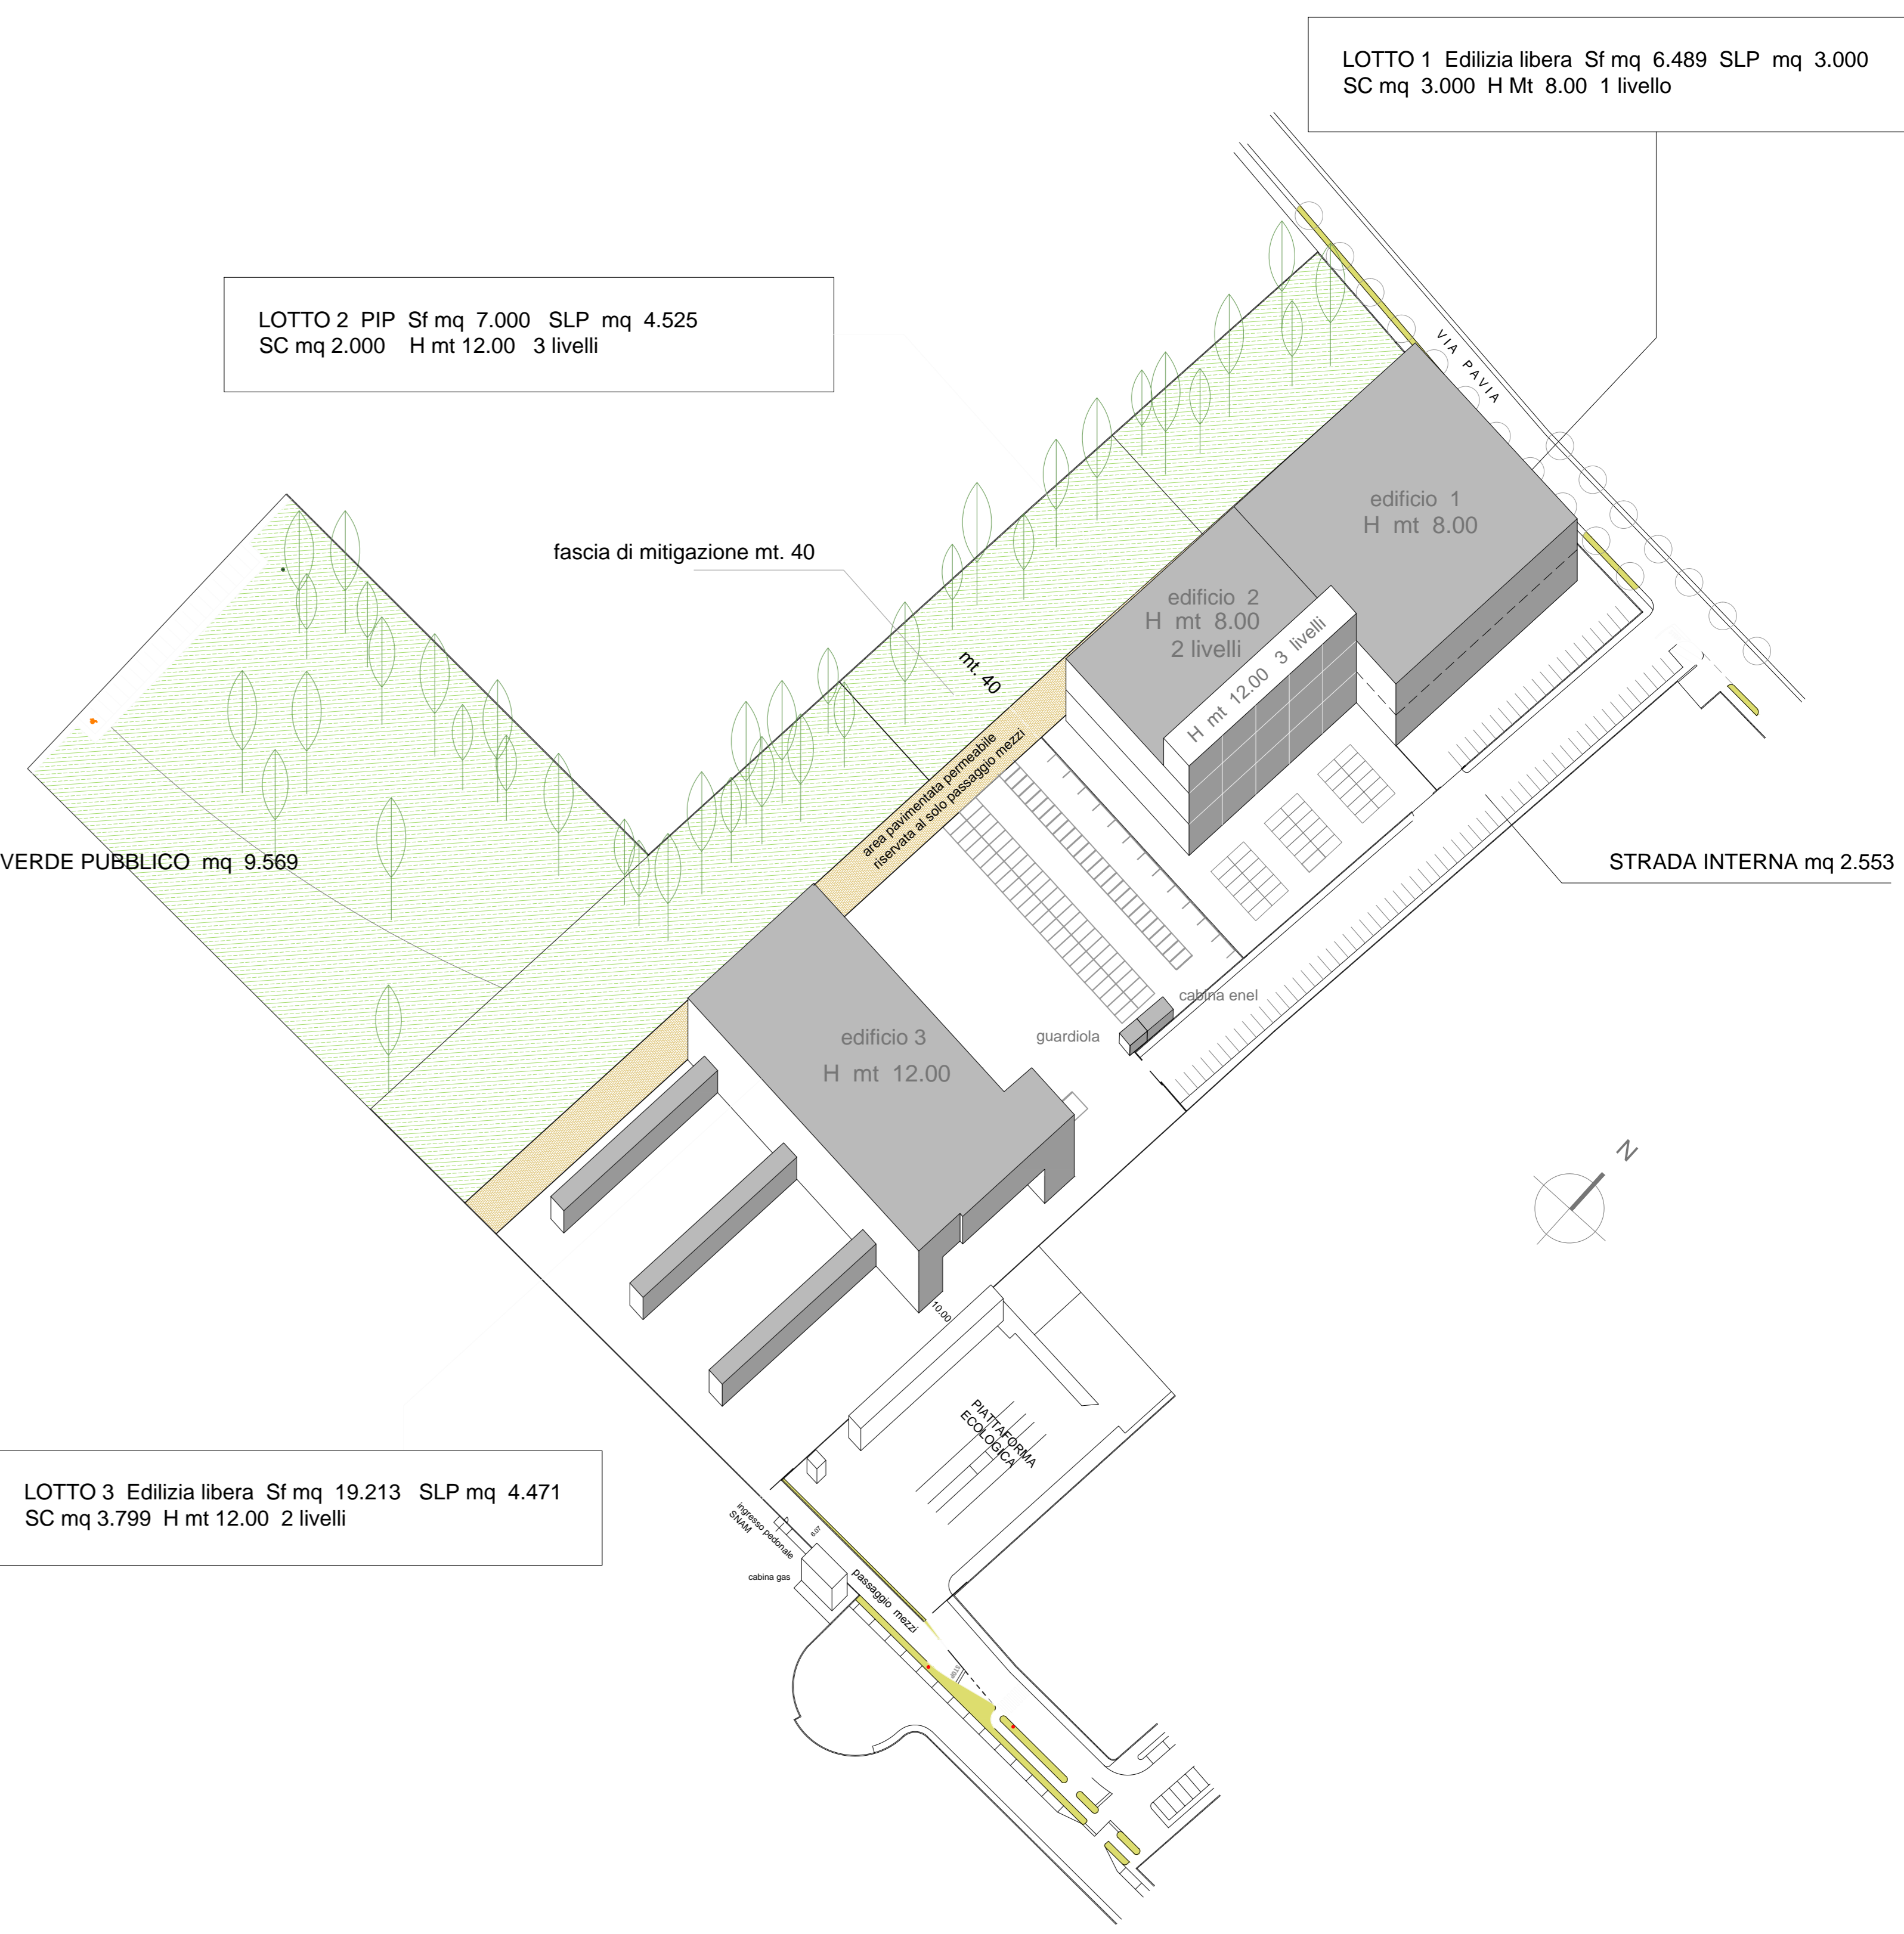 LOTTO 1 Edilizia libera Sf mq 6.489 SLP mq 3.000
SC mq 3.000 H Mt 8.00 1 livello
LOTTO 2 PIP Sf mq 7.000 SLP mq 4.525
SC mq 2.000 H mt 12.00 3 livelli
VIA PAVIA
edificio 1
H mt 8.00
fascia di mitigazione mt. 40
edificio 2
H mt 8.00
2 livelli
H mt 12.00 3 livelli
mt. 40
area pavimentata permeabile
riservata al solo passaggio mezzi
VERDE PUBBLICO mq 9.569
STRADA INTERNA mq 2.553
cabina enel
guardiola
edificio 3
H mt 12.00
N
10.00
PIATTAFORMA
ECOLOGICA
LOTTO 3 Edilizia libera Sf mq 19.213 SLP mq 4.471
SC mq 3.799 H mt 12.00 2 livelli
ingresso pedonale
SNAM
6.07
cabina gas
passaggio mezzi
STOP